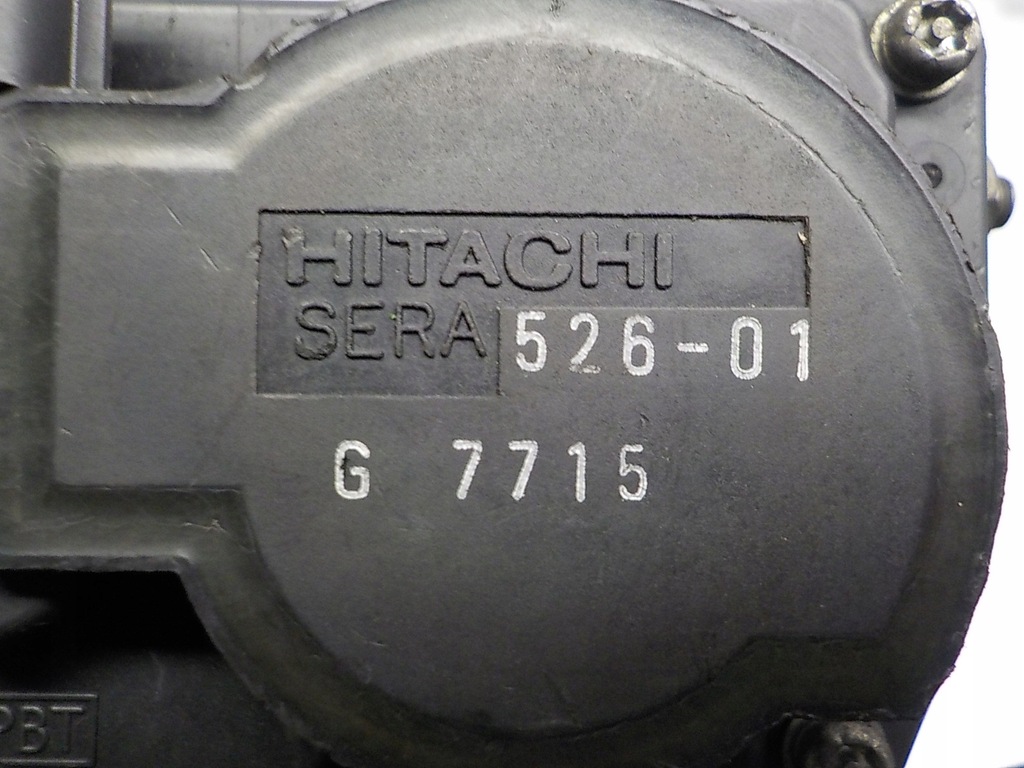 HITACHI
SERA 526-01
G 7715
PBT